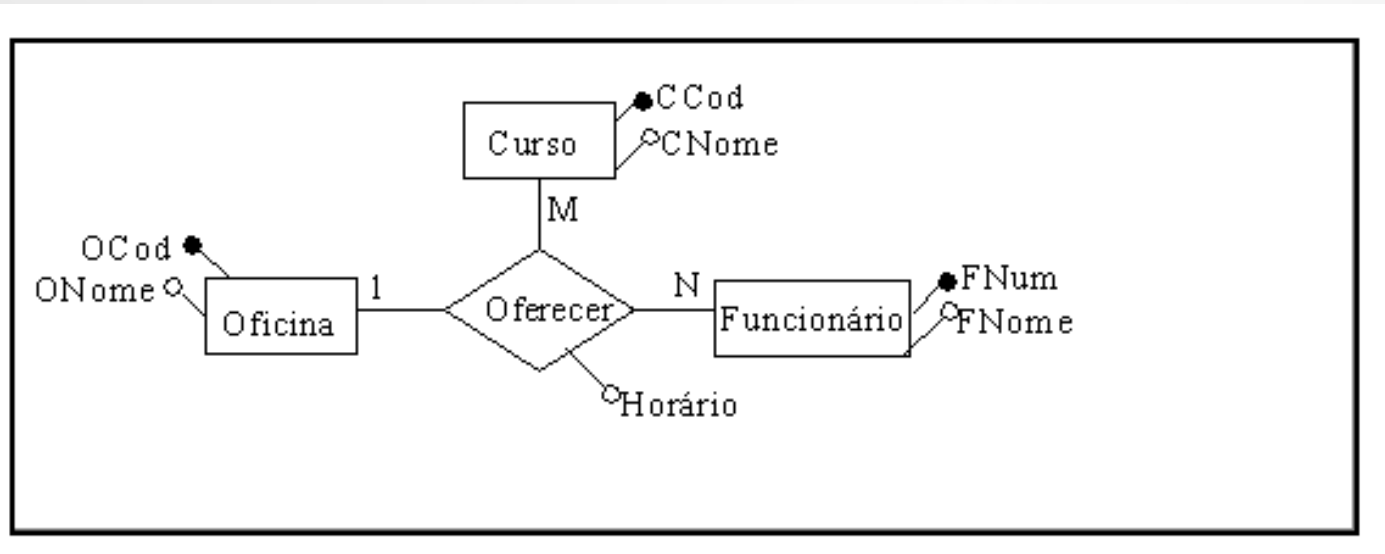 CCod
Curso
CNome
M
OCod
ONome
1
N
FNum
Oficina
Oferecer
Funcionário
FNome
Horário